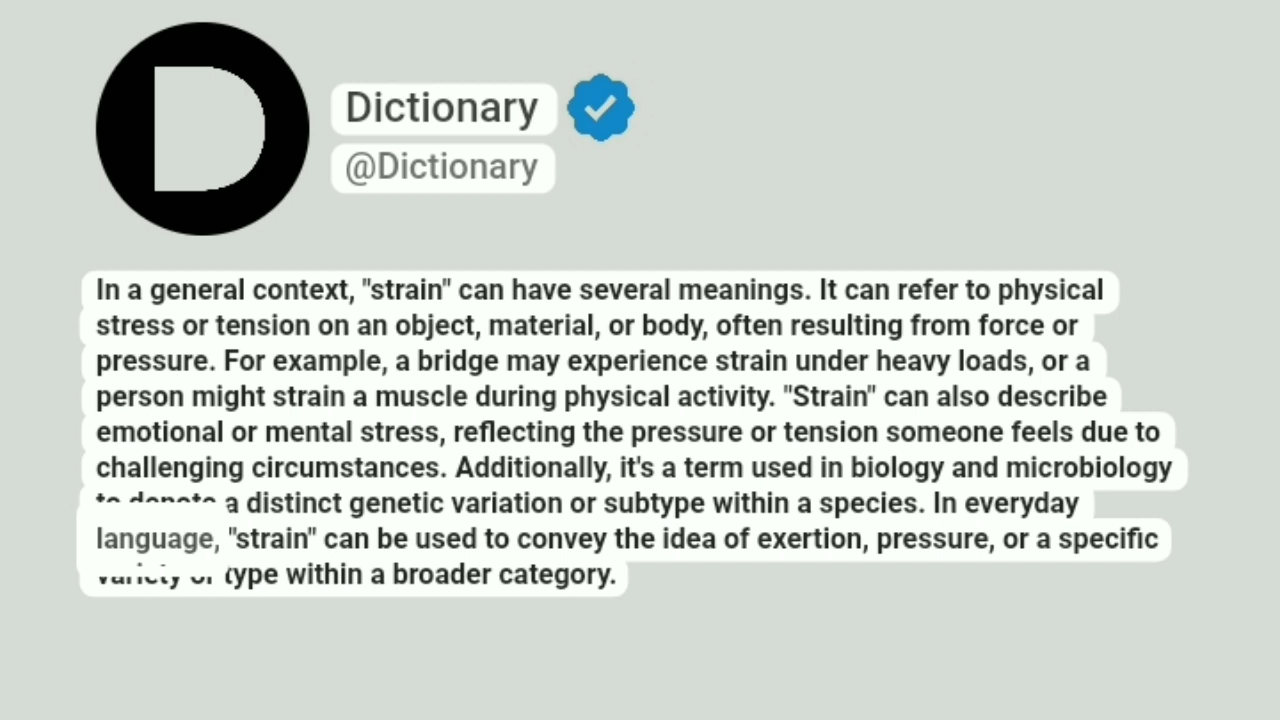 D
Dictionary
@Dictionary
In a general context, "strain" can have several meanings. It can refer to physical
stress or tension on an object, material, or body, often resulting from force or
pressure. For example, a bridge may experience strain under heavy loads, or a
person might strain a muscle during physical activity. "Strain" can also describe
emotional or mental stress, reflecting the pressure or tension someone feels due to
challenging circumstances. Additionally, it's a term used in biology and microbiology
to denote a distinct genetic variation or subtype within a species. In everyday
language, "strain" can be used to convey the idea of exertion, pressure, or a specific
variety or type within a broader category.